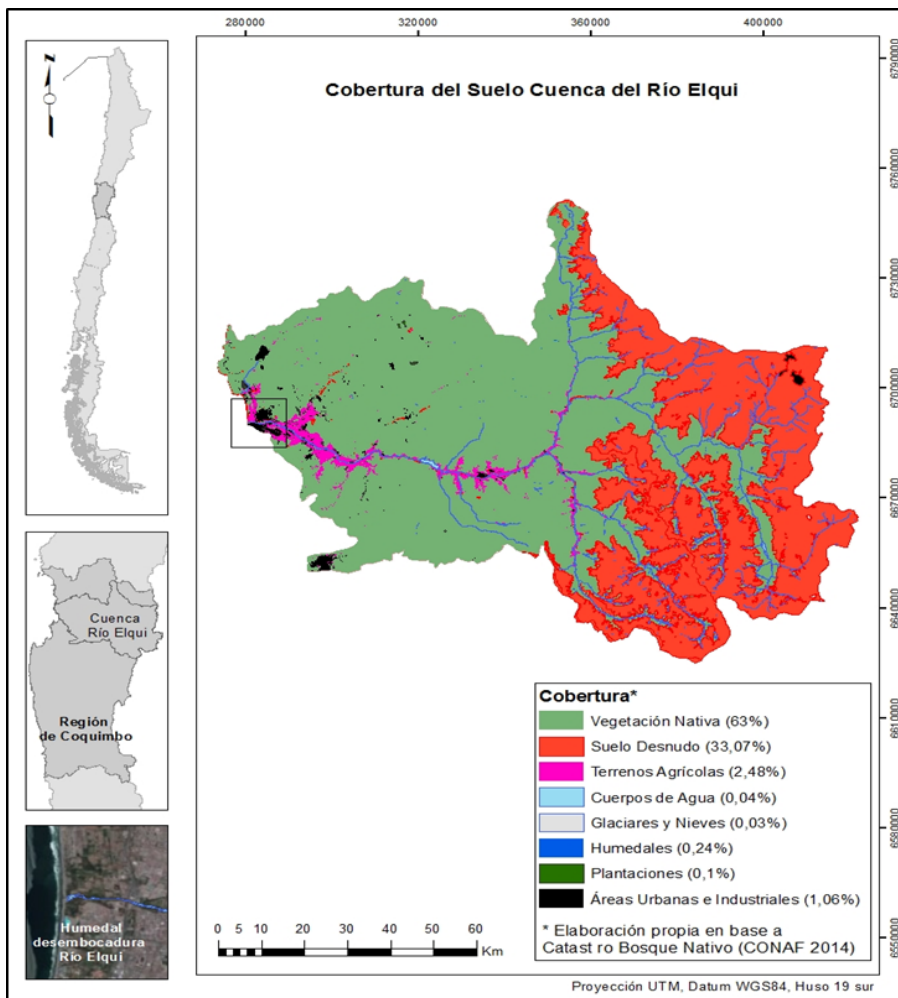 280000 320000 360000 400000
Cobertura del Suelo Cuenca del Río Elqui
N
6790000
6760000
6730000
6700000
6670000
6640000
6610000
6580000
6550000
Cuenca
Río Elqui
Región
de Coquimbo
Humedal
desembocadura
Río Elqui
Cobertura*
Vegetación Nativa (63%)
Suelo Desnudo (33,07%)
Terrenos Agrícolas (2,48%)
Cuerpos de Agua (0,04%)
Glaciares y Nieves (0,03%)
Humedales (0,24%)
Plantaciones (0,1%)
Áreas Urbanas e Industriales (1,06%)
* Elaboración propia en base a
Catast ro Bosque Nativo (CONAF 2014)
0 10 20 30 40 50 60
Km
Proyección UTM, Datum WGS84, Huso 19 sur